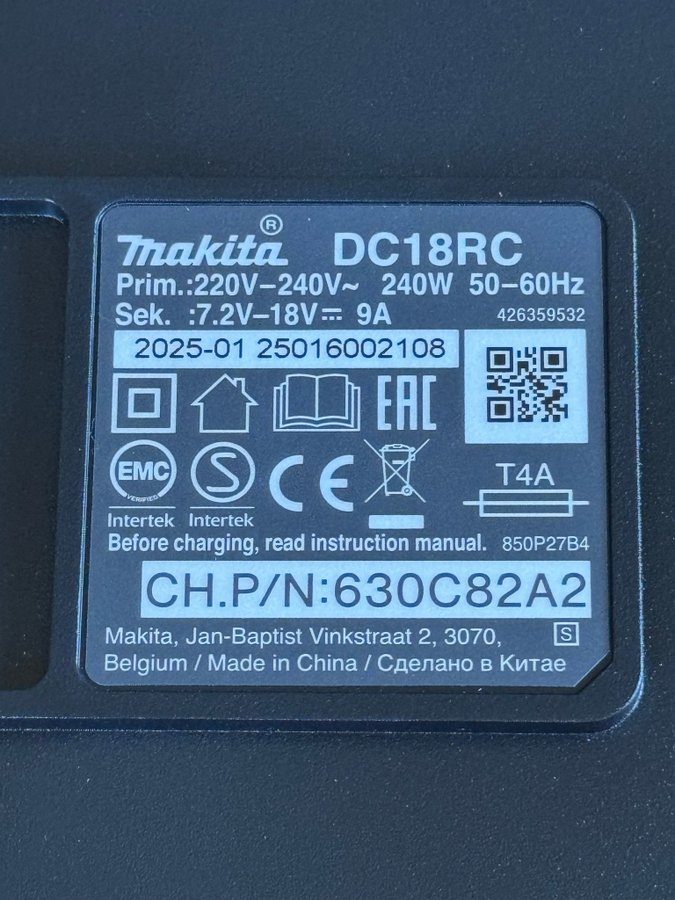 makita® DC18RC
Prim.:220V–240V~ 240W 50–60Hz
Sek. :7.2V–18V⎓ 9A 426359532
2025-01 25016002108
EAC
EMC
VERIFIED
S
CE
T4A
Intertek Intertek
Before charging, read instruction manual. 850P27B4
CH.P/N:630C82A2
Makita, Jan-Baptist Vinkstraat 2, 3070, S
Belgium / Made in China / Сделано в Китае